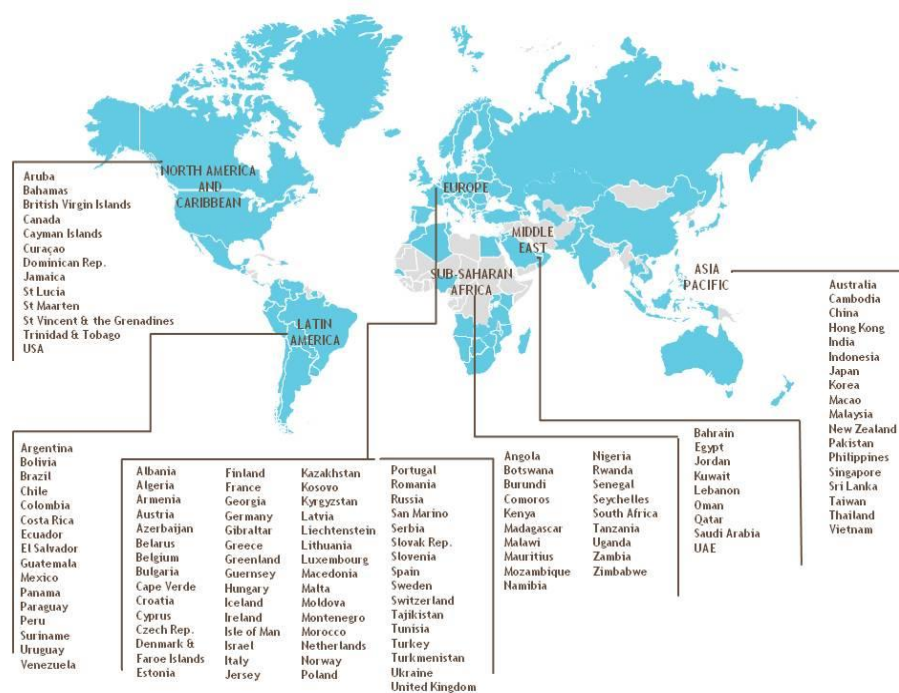 NORTH AMERICA
AND
CARIBBEAN
Aruba
Bahamas
British Virgin Islands
Canada
Cayman Islands
Curaçao
Dominican Rep.
Jamaica
St Lucia
St Maarten
St Vincent & the Grenadines
Trinidad & Tobago
USA
LATIN
AMERICA
Argentina
Bolivia
Brazil
Chile
Colombia
Costa Rica
Ecuador
El Salvador
Guatemala
Mexico
Panama
Paraguay
Peru
Suriname
Uruguay
Venezuela
EUROPE
Albania
Algeria
Armenia
Austria
Azerbaijan
Belarus
Belgium
Bulgaria
Cape Verde
Croatia
Cyprus
Czech Rep.
Denmark &
Faroe Islands
Estonia
Finland
France
Georgia
Germany
Gibraltar
Greece
Greenland
Guernsey
Hungary
Iceland
Ireland
Isle of Man
Israel
Italy
Jersey
Kazakhstan
Kosovo
Kyrgyzstan
Latvia
Liechtenstein
Lithuania
Luxembourg
Macedonia
Malta
Moldova
Montenegro
Morocco
Netherlands
Norway
Poland
Portugal
Romania
Russia
San Marino
Serbia
Slovak Rep.
Slovenia
Spain
Sweden
Switzerland
Tajikistan
Tunisia
Turkey
Turkmenistan
Ukraine
United Kingdom
SUB-SAHARAN
AFRICA
Angola
Botswana
Burundi
Comoros
Kenya
Madagascar
Malawi
Mauritius
Mozambique
Namibia
Nigeria
Rwanda
Senegal
Seychelles
South Africa
Tanzania
Uganda
Zambia
Zimbabwe
MIDDLE
EAST
Bahrain
Egypt
Jordan
Kuwait
Lebanon
Oman
Qatar
Saudi Arabia
UAE
ASIA
PACIFIC
Australia
Cambodia
China
Hong Kong
India
Indonesia
Japan
Korea
Macao
Malaysia
New Zealand
Pakistan
Philippines
Singapore
Sri Lanka
Taiwan
Thailand
Vietnam